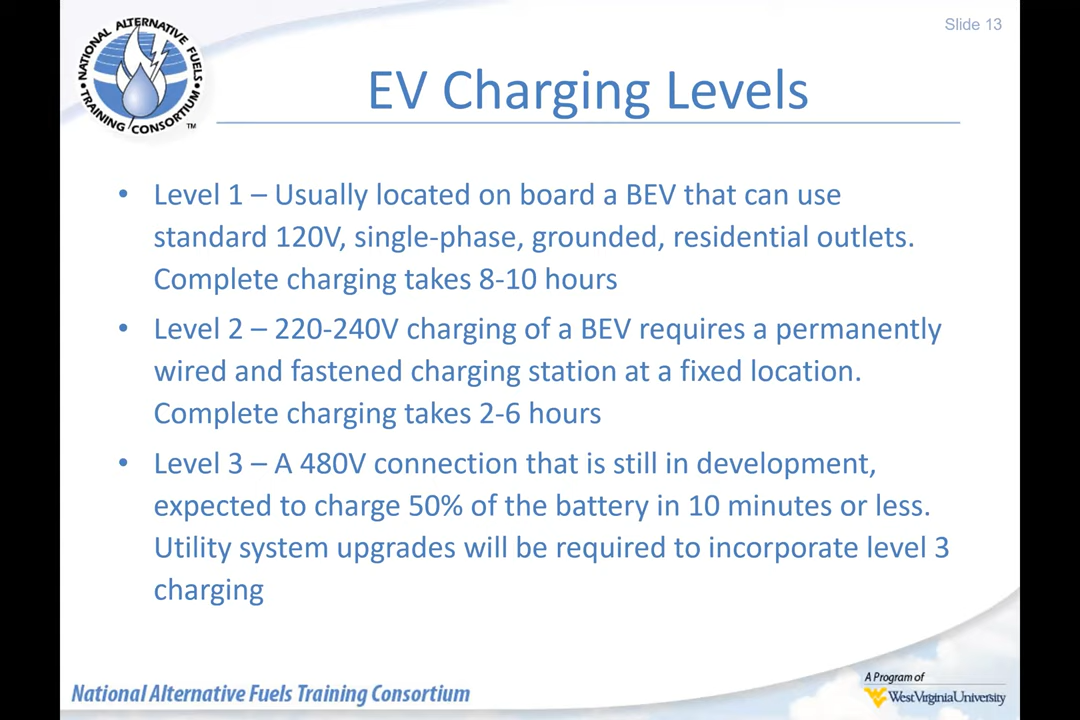 Slide 13
NATIONAL ALTERNATIVE FUELS
• TRAINING CONSORTIUM •
TM
EV Charging Levels
• Level 1 – Usually located on board a BEV that can use
standard 120V, single-phase, grounded, residential outlets.
Complete charging takes 8-10 hours
• Level 2 – 220-240V charging of a BEV requires a permanently
wired and fastened charging station at a fixed location.
Complete charging takes 2-6 hours
• Level 3 – A 480V connection that is still in development,
expected to charge 50% of the battery in 10 minutes or less.
Utility system upgrades will be required to incorporate level 3
charging
National Alternative Fuels Training Consortium
A Program of
WestVirginiaUniversity